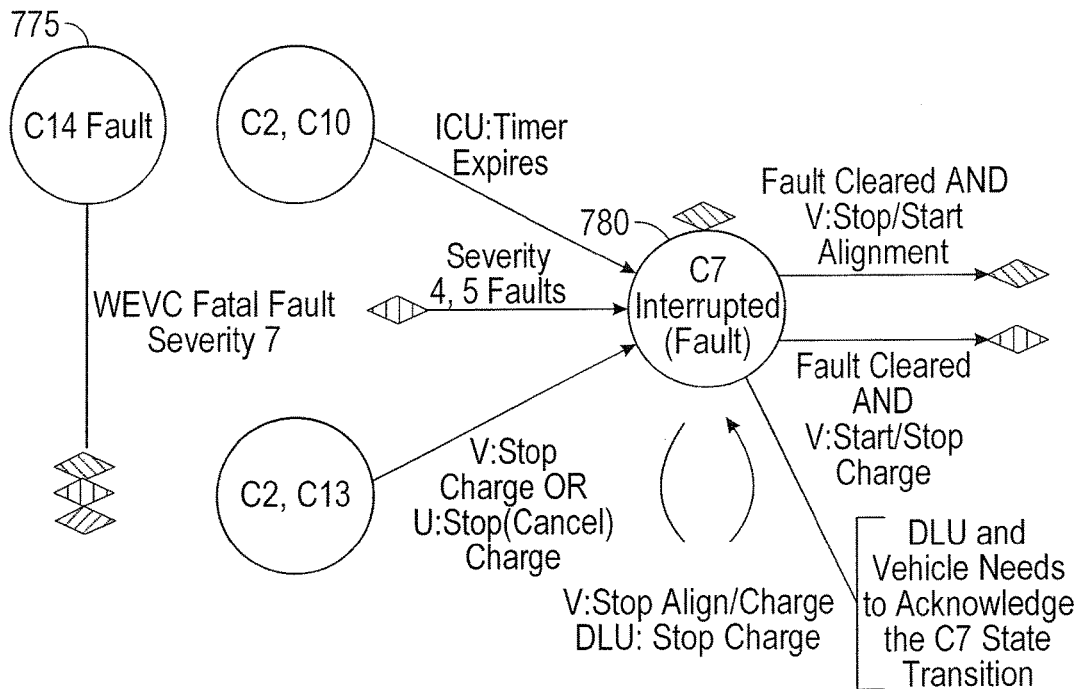 775
C14 Fault
C2, C10
ICU:Timer
Expires
Fault Cleared AND
V:Stop/Start
Alignment
780
Severity
4, 5 Faults
C7
Interrupted
(Fault)
WEVC Fatal Fault
Severity 7
Fault Cleared
AND
V:Start/Stop
Charge
C2, C13
V:Stop
Charge OR
U:Stop(Cancel)
Charge
V:Stop Align/Charge
DLU: Stop Charge
DLU and
Vehicle Needs
to Acknowledge
the C7 State
Transition